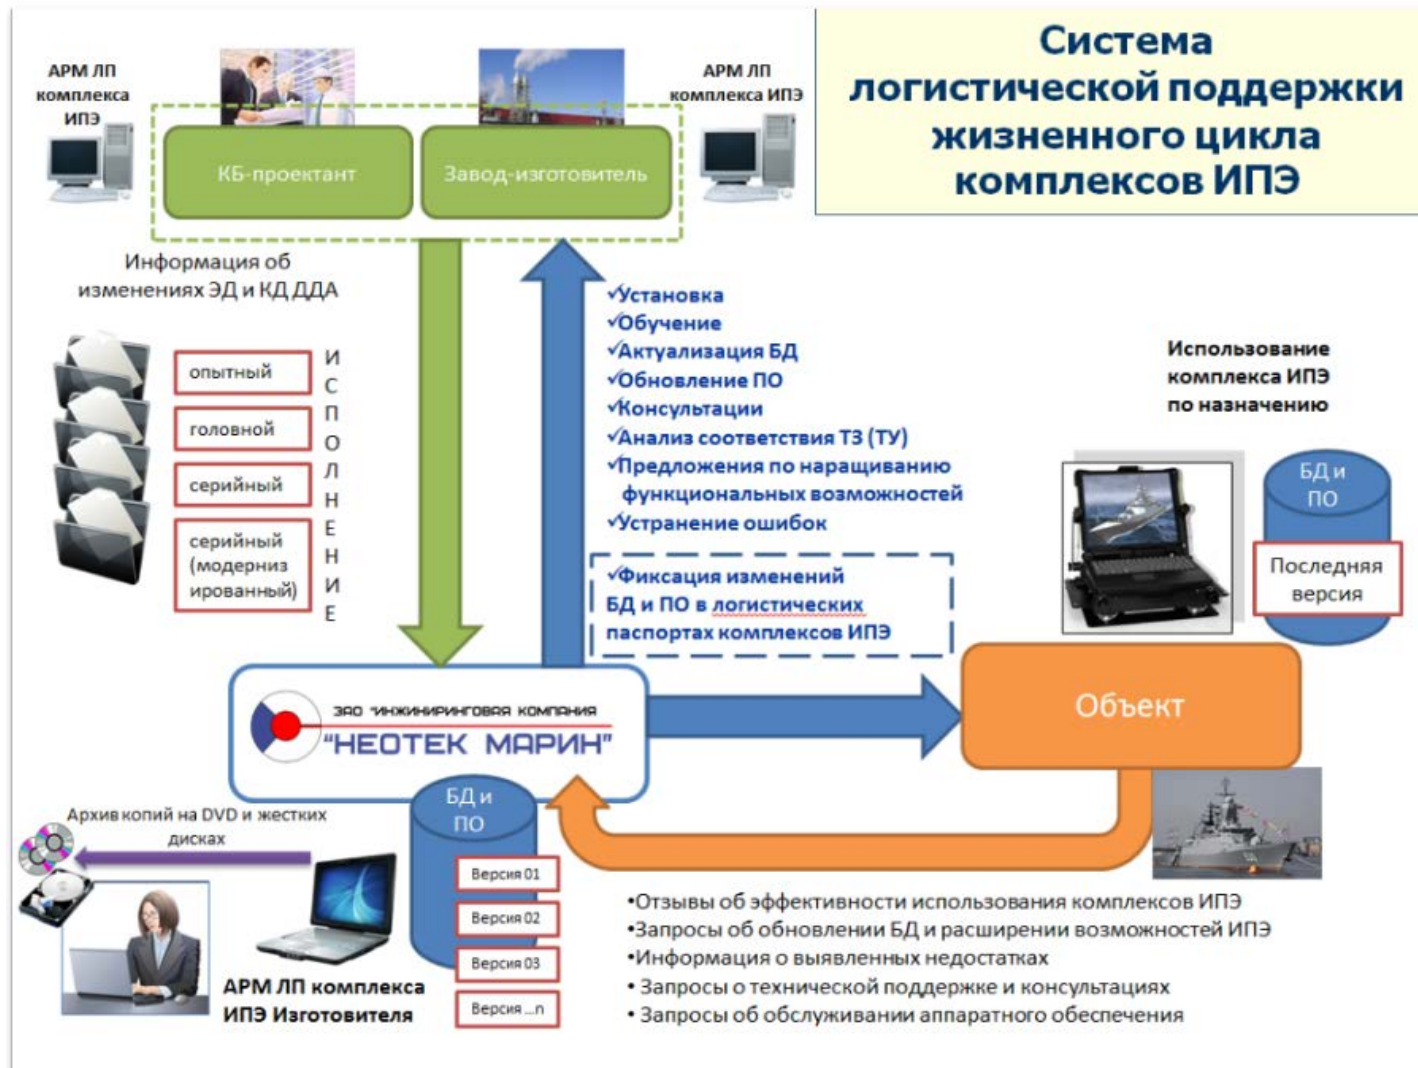 Система
логистической поддержки
жизненного цикла
комплексов ИПЭ
АРМ ЛП
комплекса
ИПЭ
АРМ ЛП
комплекса ИПЭ
КБ-проектант
Завод-изготовитель
Информация об
изменениях ЭД и КД ДДА
опытный
головной
серийный
серийный
(модерниз
ированный)
ИСПОЛНЕНИЕ
✓Установка
✓Обучение
✓Актуализация БД
✓Обновление ПО
✓Консультации
✓Анализ соответствия ТЗ (ТУ)
✓Предложения по наращиванию
функциональных возможностей
✓Устранение ошибок
✓Фиксация изменений
БД и ПО в логистических
паспортах комплексов ИПЭ
Использование
комплекса ИПЭ
по назначению
БД и
ПО
Последняя
версия
Объект
ЗАО "ИНЖИНИРИНГОВАЯ КОМПАНИЯ
"НЕОТЕК МАРИН"
БД и
ПО
Версия 01
Версия 02
Версия 03
Версия ...n
Архив копий на DVD и жестких
дисках
АРМ ЛП комплекса
ИПЭ Изготовителя
•Отзывы об эффективности использования комплексов ИПЭ
•Запросы об обновлении БД и расширении возможностей ИПЭ
•Информация о выявленных недостатках
• Запросы о технической поддержке и консультациях
• Запросы об обслуживании аппаратного обеспечения